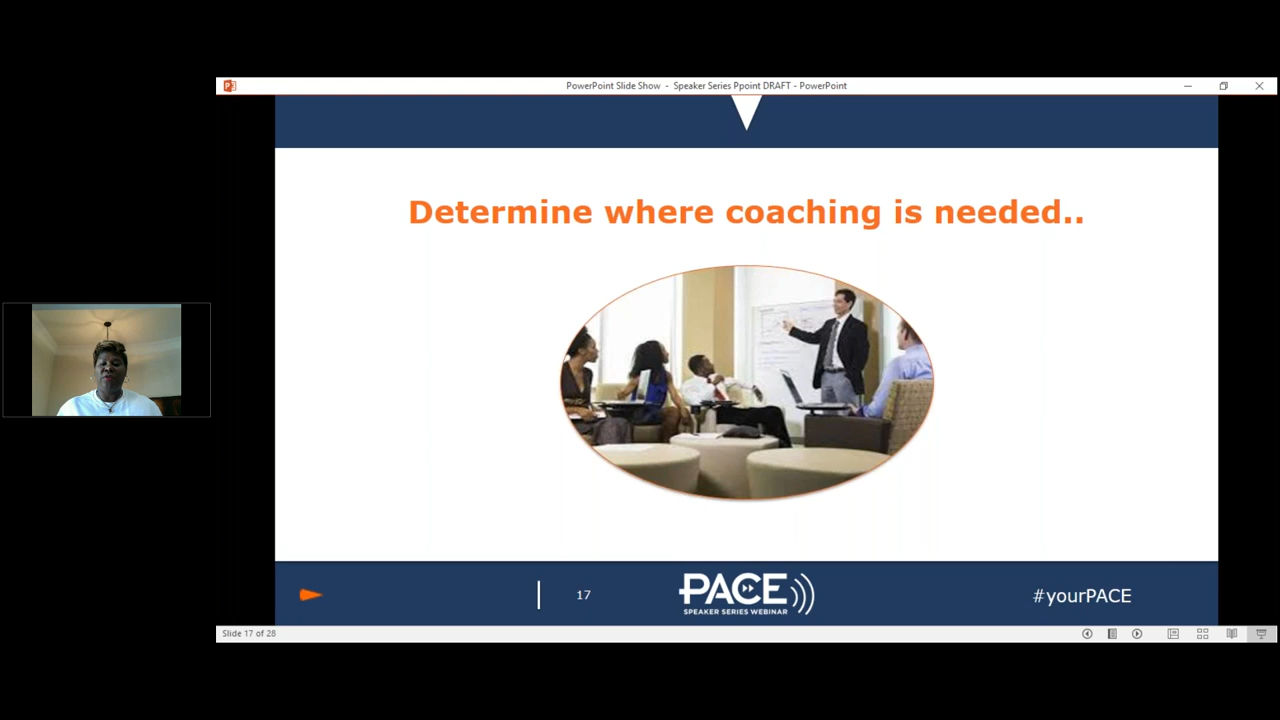 PowerPoint Slide Show - Speaker Series Ppoint DRAFT - PowerPoint
Determine where coaching is needed..
17
PACE
SPEAKER SERIES WEBINAR
#yourPACE
Slide 17 of 28